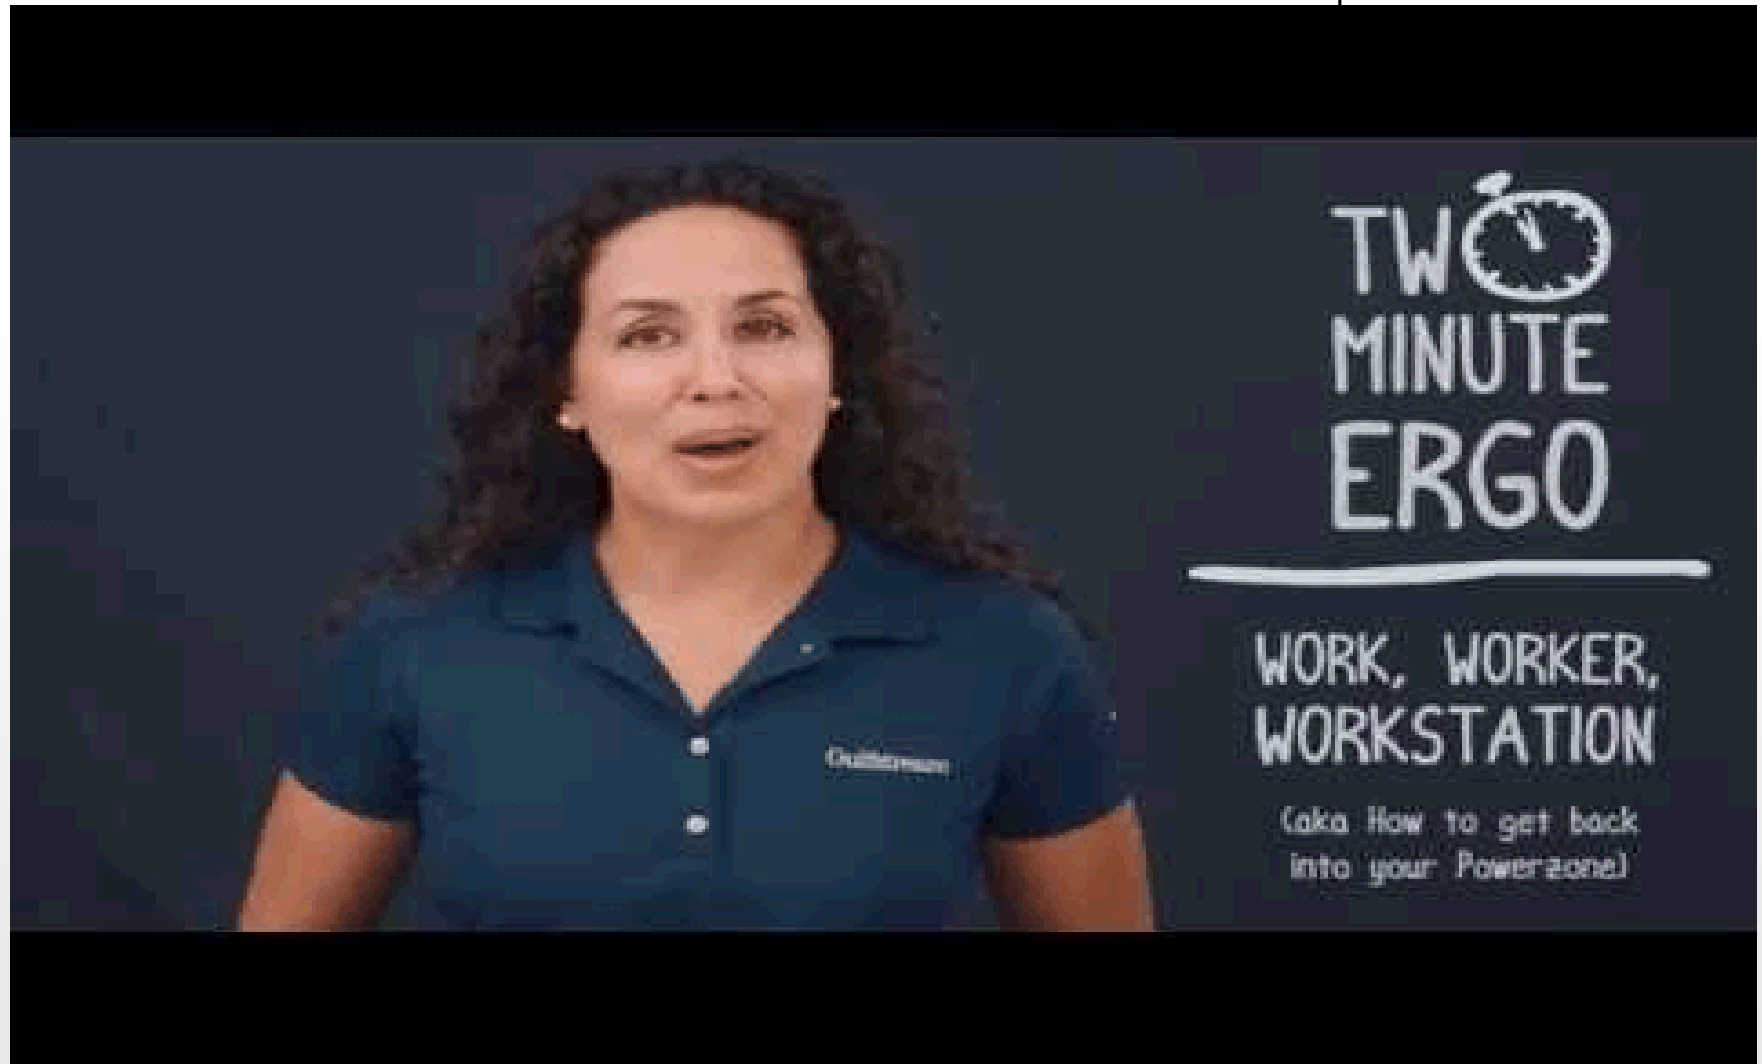 TWO
MINUTE
ERGO
WORK, WORKER,
WORKSTATION
(aka How to get back
into your Powerzone)